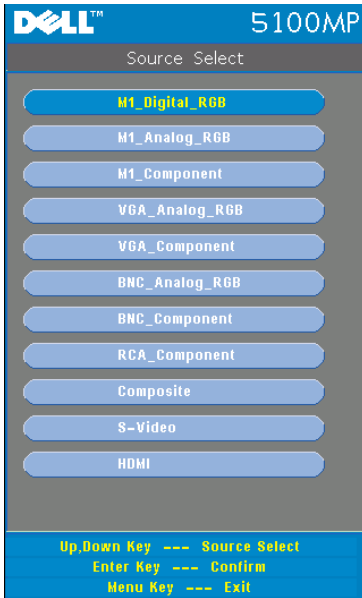 DELL™ 5100MP
Source Select
M1_Digital_RGB
M1_Analog_RGB
M1_Component
VGA_Analog_RGB
VGA_Component
BNC_Analog_RGB
BNC_Component
RCA_Component
Composite
S-Video
HDMI
Up,Down Key --- Source Select
Enter Key --- Confirm
Menu Key --- Exit